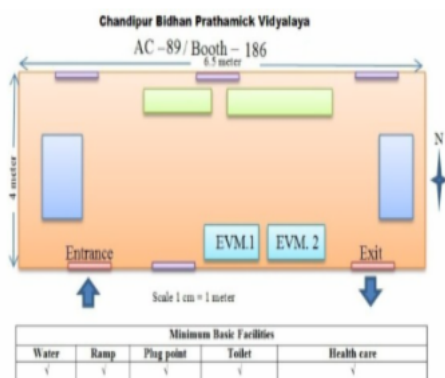 Chandipur Bidhan Prathamick Vidyalaya
AC -89/Booth - 186
6.5 meter
4 meter
N
EVM.1 EVM. 2
Entrance Exit
Scale 1 cm = 1 meter
Minimum Basic Facilities
Water Ramp Plug point Toilet Health care
√ √ √ √ √